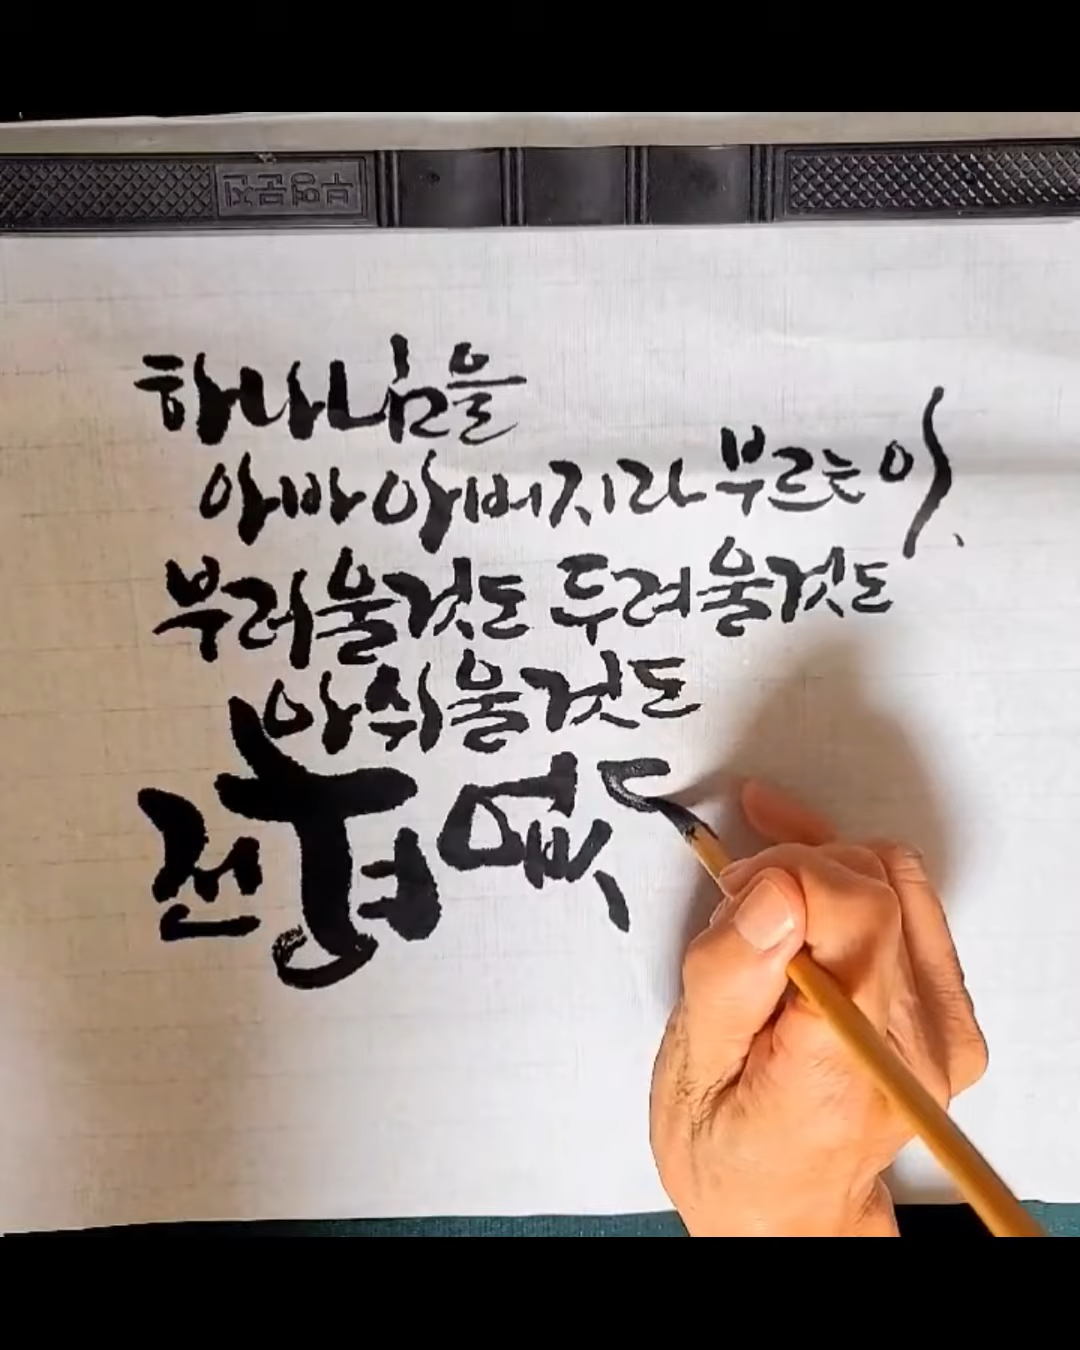 하나님을
아바 아버지라 부르는 이,
부러울것도 두려울것도
아쉬울것도
전혀 없ㄷ